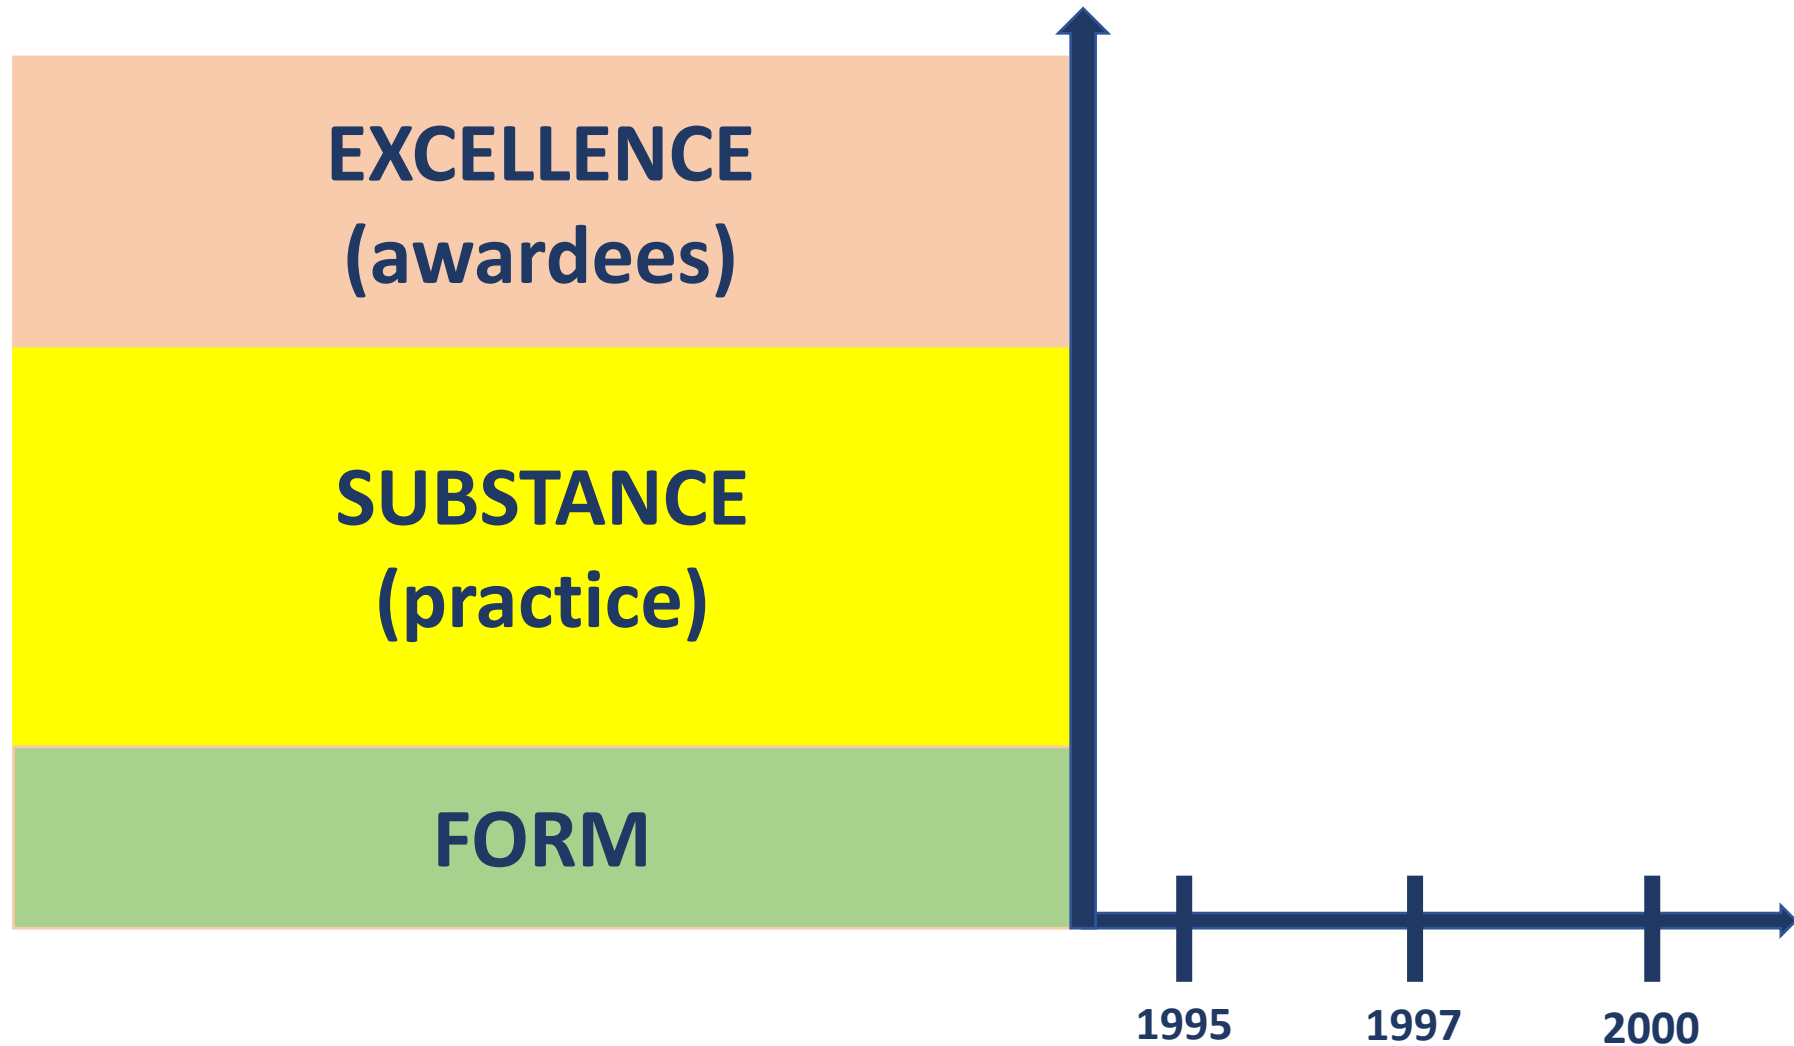 EXCELLENCE
(awardees)
SUBSTANCE
(practice)
FORM
1995
1997
2000